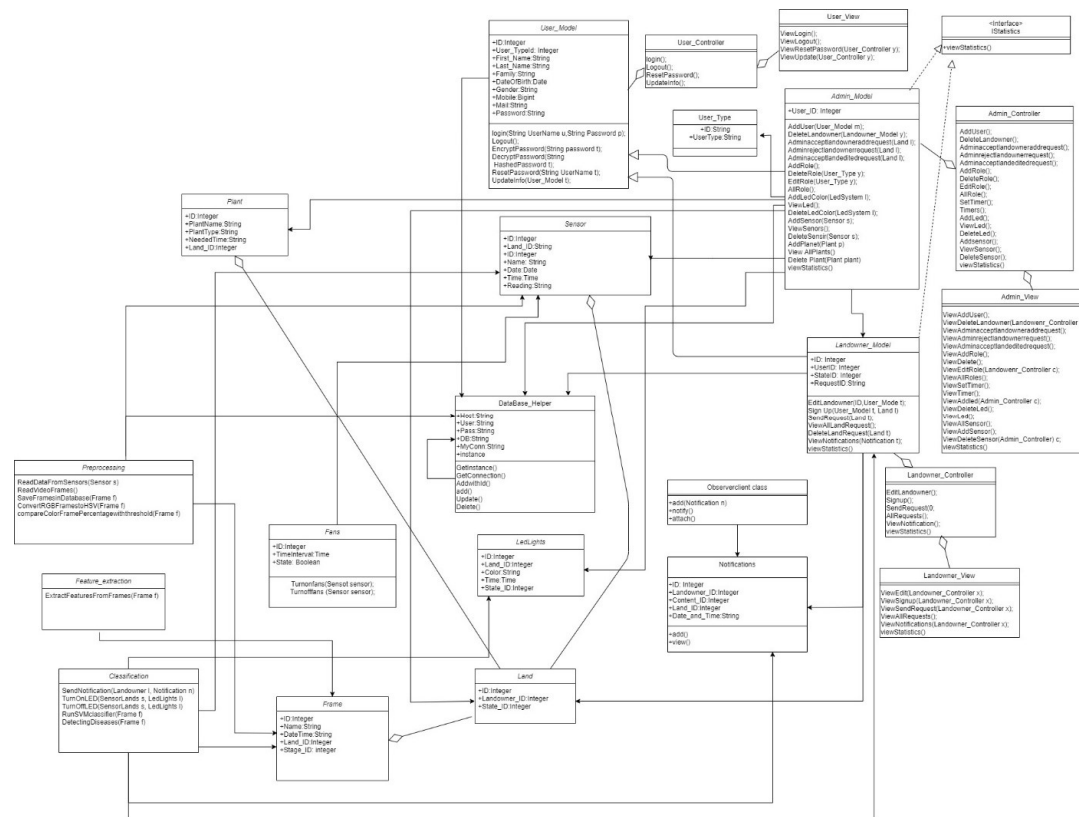 User_Model
+ID:Integer
+User_TypeId: Integer
+First_Name:String
+Last_Name:String
+Family:String
+DateOfBirth:Date
+Gender:String
+Mobile:Bigint
+Mail:String
+Password:String
login(String UserName u,String Password p);
Logout();
EncryptPassword(String password t);
DecryptPassword(String
HashedPassword t);
ResetPassword(String UserName t);
UpdateInfo(User_Model t);
User_Controller
login();
Logout();
ResetPassword();
UpdateInfo();
User_View
ViewLogin();
ViewLogout();
ViewResetPassword(User_Controller y);
ViewUpdate(User_Controller y);
<Interface>
IStatistics
+viewStatistics()
User_Type
+ID:String
+UserType:String
Admin_Model
+User_ID: Integer
AddUser(User_Model m);
DeleteLandowner(Landowner_Model y);
Adminacceptlandowneraddrequest(Land l);
Adminrejectlandownerrequest(Land l);
Adminacceptlandeditedrequest(Land l);
AddRole();
DeleteRole(User_Type y);
EditRole(User_Type y);
AllRole();
AddLedColor(LedSystem l);
ViewLed();
DeleteLedColor(LedSystem l);
AddSensor(Sensor s);
ViewSenors();
DeleteSensir(Sensor s);
AddPlanet(Plant p)
View AllPlants()
Delete Plant(Plant plant)
viewStatistics()
Admin_Controller
AddUser();
DeleteLandowner();
Adminacceptlandowneraddrequest();
Adminrejectlandownerrequest();
Adminacceptlandeditedrequest();
AddRole();
DeleteRole();
EditRole();
AllRole();
SetTimer();
Timers();
AddLed();
ViewLed();
DeleteLed();
Addsensor();
ViewSensor();
DeleteSensor();
viewStatistics()
Admin_View
ViewAddUser();
ViewDeleteLandowner(Landowenr_Controller
ViewAdminacceptlandowneraddrequest();
ViewAdminrejectlandownerrequest();
ViewAdminacceptlandeditedrequest();
ViewAddRole();
ViewDelete();
ViewEditRole(Landowenr_Controller c);
ViewAllRoles();
ViewSetTimer();
ViewTimer();
ViewAddled(Admin_Controller c);
ViewDeleteLed();
ViewLed();
ViewAllSensor();
ViewAddSensor();
ViewDeleteSensor(Admin_Controller) c;
viewStatistics()
Plant
+ID:Integer
+PlantName:String
+PlantType:String
+NeededTime:String
+Land_ID:Integer
Sensor
+ID:Integer
+Land_ID:String
+ID:Integer
+Name: String
+Date:Date
+Time:Time
+Reading:String
Landowner_Model
+ID: Integer
+UserID: Integer
+StateID: Integer
+RequestID:String
EditLandowner(ID,User_Mode t);
Sign Up(User_Model t, Land l)
SendRequest(Land t);
ViewAllLandRequest();
DeleteLandRequest(Land t)
ViewNotifications(Notification t);
viewStatistics()
DataBase_Helper
+Host:String
+User:String
+Pass:String
+DB:String
+MyConn:String
+instance
Getinstance()
GetConnection()
AddwithId()
add()
Update()
Delete()
Preprocessing
ReadDataFromSensors(Sensor s)
ReadVideoFrames()
SaveFramesinDatabase(Frame f)
ConvertRGBFramestoHSV(Frame f)
compareColorFramePercentagewiththreshold(Frame f)
Landowner_Controller
EditLandowner();
Signup();
SendRequest(0;
AllRequests();
ViewNotification();
viewStatistics()
Observerclient class
+add(Notification n)
+notify()
+attach()
Fans
+ID:Integer
+TimeInterval:Time
+State: Boolean
Turnonfans(Sensot sensor);
Turnofffans (Sensor sensor);
LedLights
+ID:Integer
+Land_ID:Integer
+Color:String
+Time:Time
+State_ID:Integer
Notifications
+ID: Integer
+Landowner_ID:Integer
+Content_ID:Integer
+Land_ID:Integer
+Date_and_Time:String
+add()
+view()
Landowner_View
ViewEdit(Landowner_Controller x);
ViewSignup(Landowner_Controller x);
ViewSendRequest(Landowner_Controller x);
ViewAllRequests();
ViewNotifications(Landowner_Controller x);
viewStatistics()
Feature_extraction
ExtractFeaturesFromFrames(Frame f)
Classification
SendNotification(Landowner l, Notification n)
TurnOnLED(SensorLands s, LedLights l)
TurnOffLED(SensorLands s, LedLights l)
RunSVMclassifier(Frame f)
DetectingDiseases(Frame f)
Frame
+ID:Integer
+Name:String
+DateTime:String
+Land_ID:Integer
+Stage_ID: integer
Land
+ID:Integer
+Landowner_ID:Integer
+State_ID:Integer